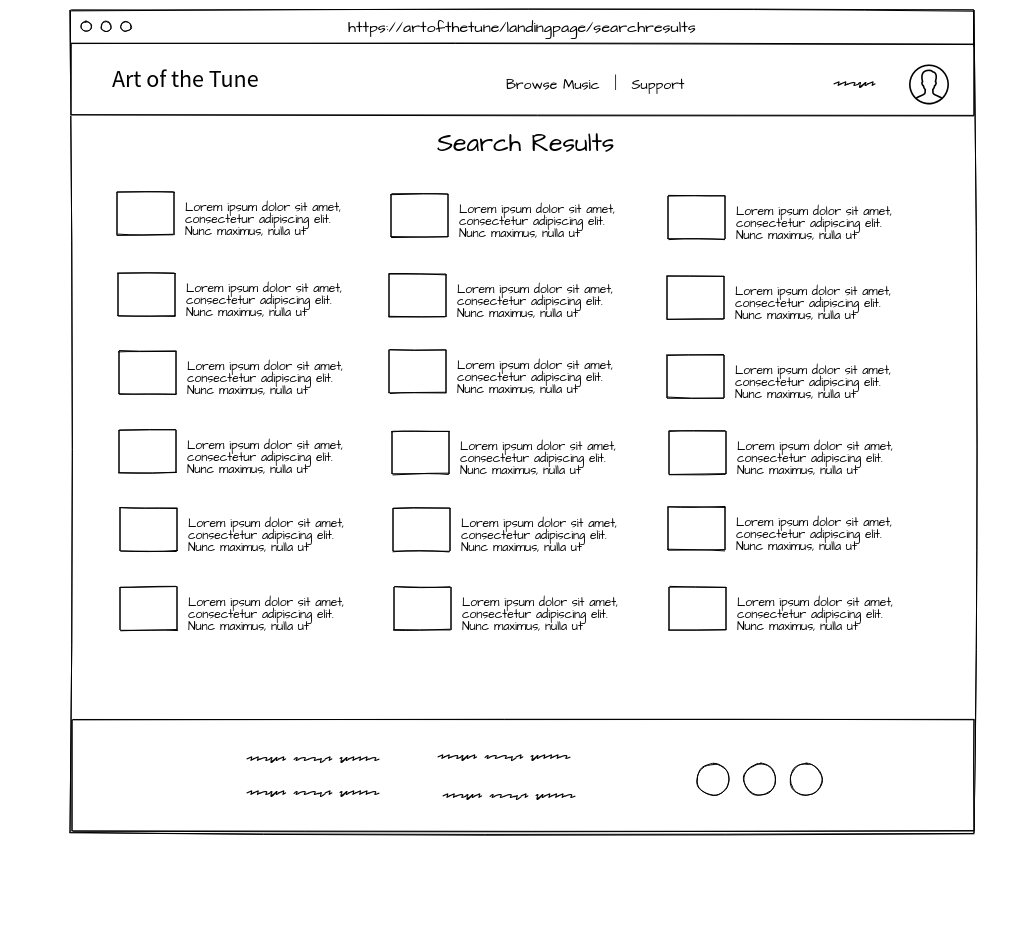 https://artofthetune/landingpage/searchresults
Art of the Tune
Browse Music | Support
Search Results
Lorem ipsum dolor sit amet,
consectetur adipiscing elit.
Nunc maximus, nulla ut
Lorem ipsum dolor sit amet,
consectetur adipiscing elit.
Nunc maximus, nulla ut
Lorem ipsum dolor sit amet,
consectetur adipiscing elit.
Nunc maximus, nulla ut
Lorem ipsum dolor sit amet,
consectetur adipiscing elit.
Nunc maximus, nulla ut
Lorem ipsum dolor sit amet,
consectetur adipiscing elit.
Nunc maximus, nulla ut
Lorem ipsum dolor sit amet,
consectetur adipiscing elit.
Nunc maximus, nulla ut
Lorem ipsum dolor sit amet,
consectetur adipiscing elit.
Nunc maximus, nulla ut
Lorem ipsum dolor sit amet,
consectetur adipiscing elit.
Nunc maximus, nulla ut
Lorem ipsum dolor sit amet,
consectetur adipiscing elit.
Nunc maximus, nulla ut
Lorem ipsum dolor sit amet,
consectetur adipiscing elit.
Nunc maximus, nulla ut
Lorem ipsum dolor sit amet,
consectetur adipiscing elit.
Nunc maximus, nulla ut
Lorem ipsum dolor sit amet,
consectetur adipiscing elit.
Nunc maximus, nulla ut
Lorem ipsum dolor sit amet,
consectetur adipiscing elit.
Nunc maximus, nulla ut
Lorem ipsum dolor sit amet,
consectetur adipiscing elit.
Nunc maximus, nulla ut
Lorem ipsum dolor sit amet,
consectetur adipiscing elit.
Nunc maximus, nulla ut
Lorem ipsum dolor sit amet,
consectetur adipiscing elit.
Nunc maximus, nulla ut
Lorem ipsum dolor sit amet,
consectetur adipiscing elit.
Nunc maximus, nulla ut
Lorem ipsum dolor sit amet,
consectetur adipiscing elit.
Nunc maximus, nulla ut